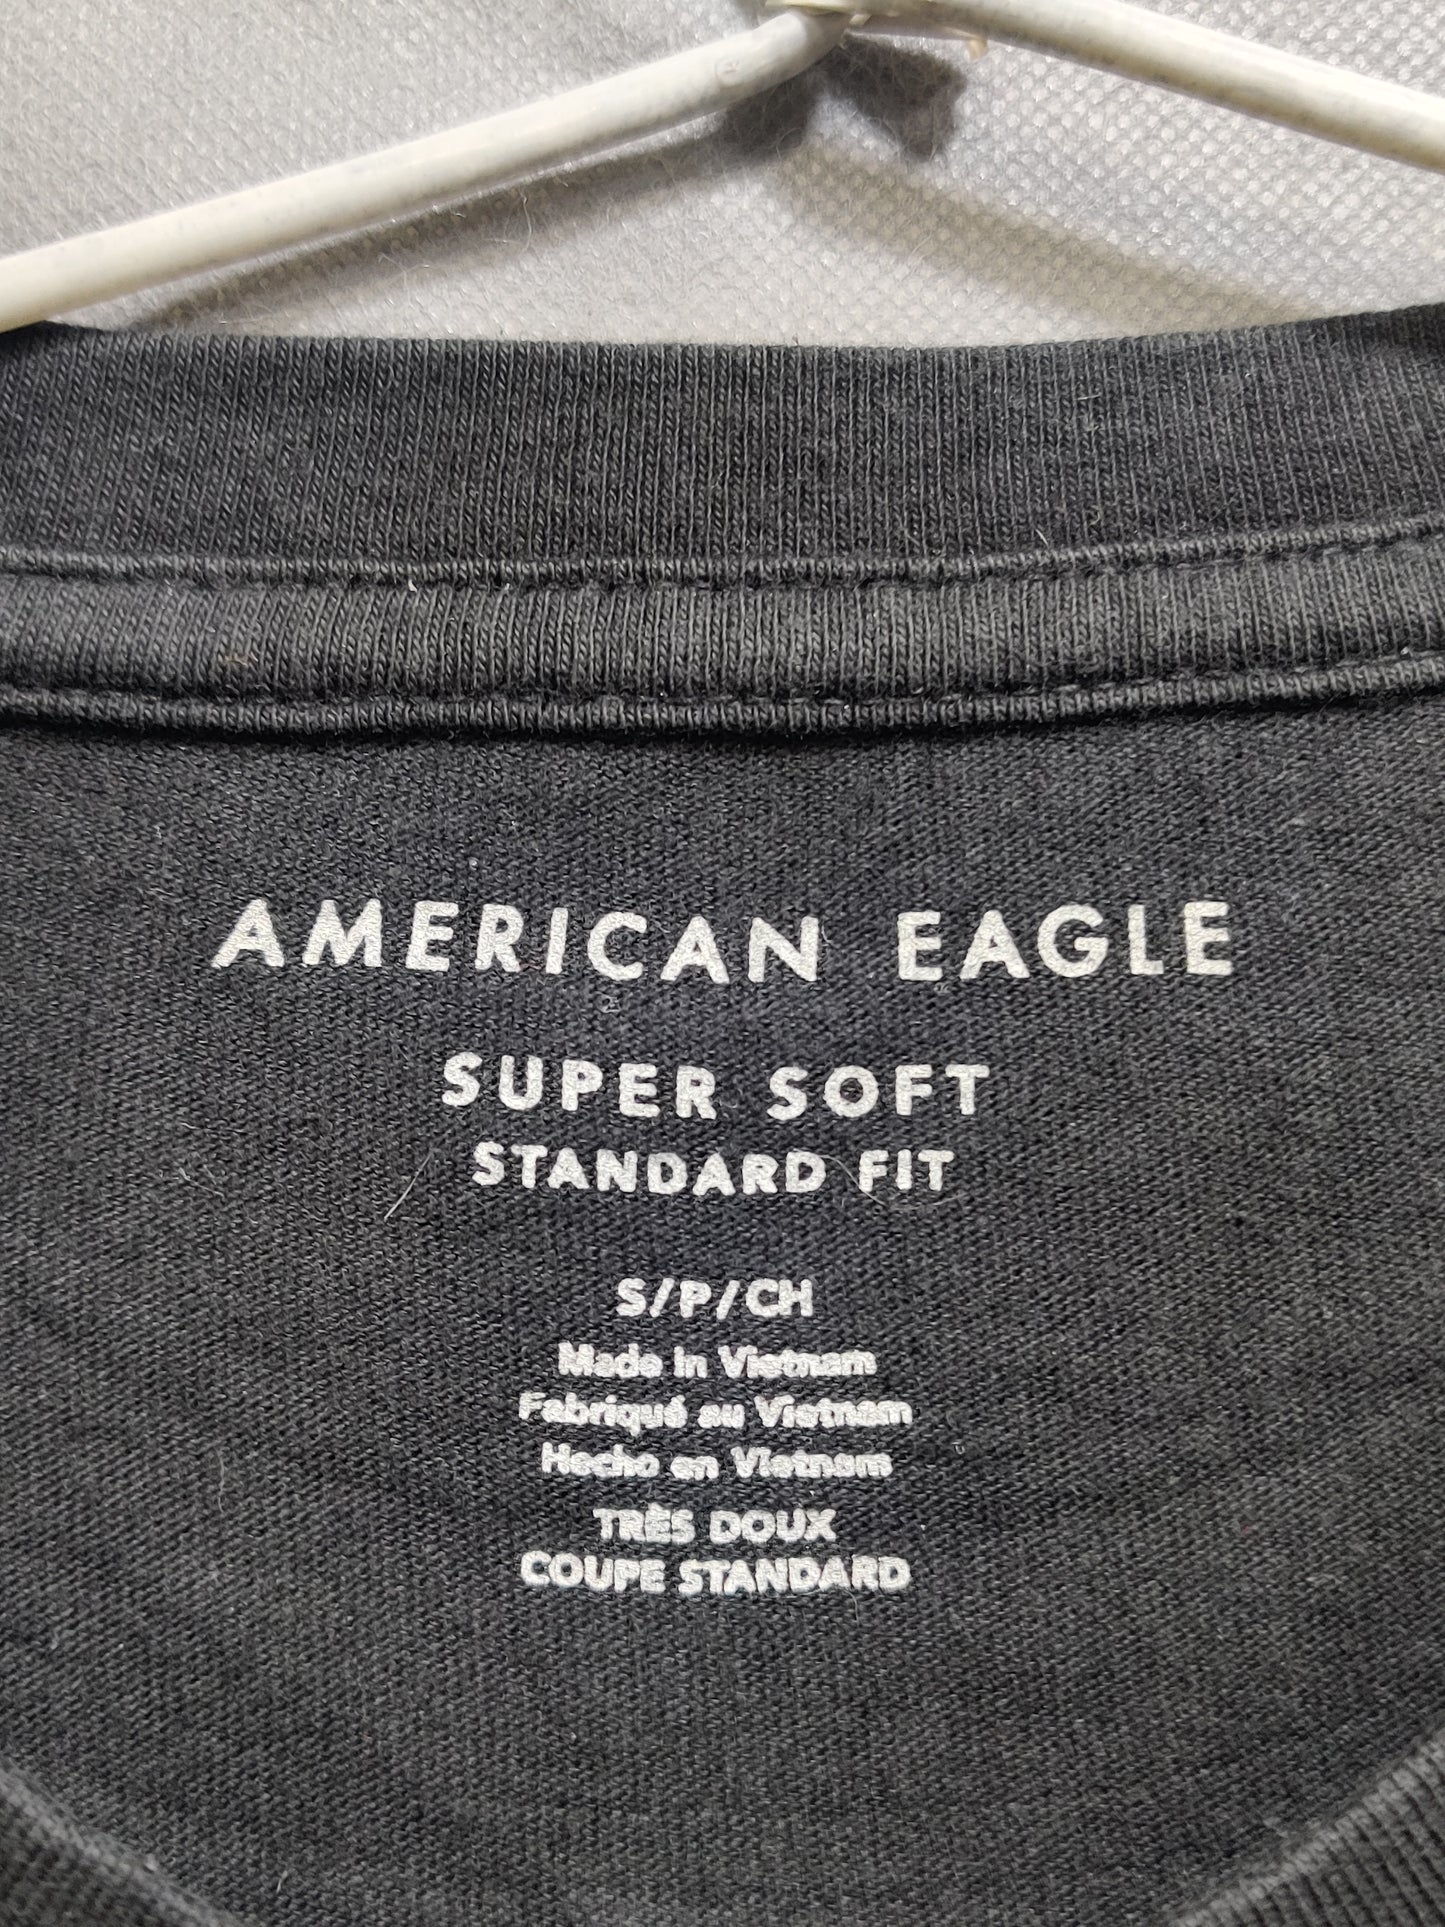 AMERICAN EAGLE
SUPER SOFT
STANDARD FIT
S/P/CH
Made in Vietnam
Fabriqué au Vietnam
Hecho en Vietnam
TRÈS DOUX
COUPE STANDARD